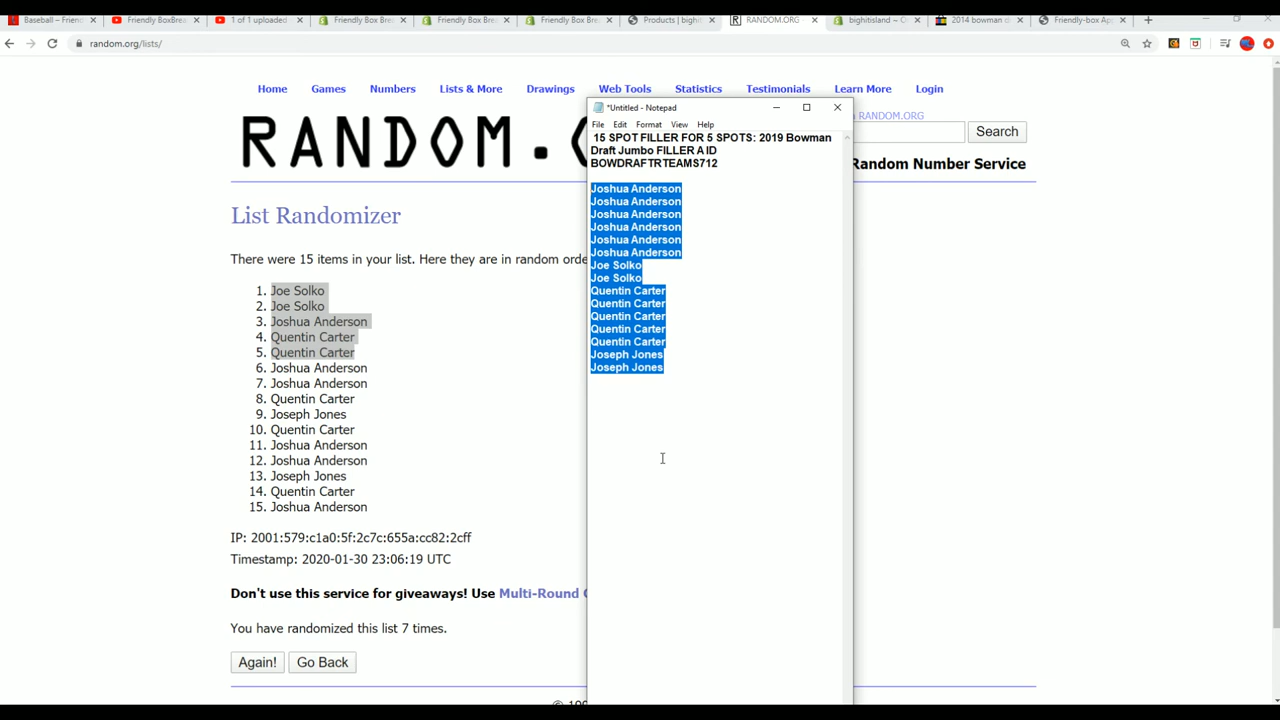 Baseball – Friend
Friendly BoxBrea
1 of 1 uploaded
Friendly Box Brea
Friendly Box Brea
Friendly Box Brea
Products | bighit
RANDOM.ORG
bighitisland ~ C
2014 bowman c
Friendly-box Ap
random.org/lists/
Home Games Numbers Lists & More Drawings Web Tools Statistics Testimonials Learn More Login
RANDOM.
RANDOM.ORG
Search
Random Number Service
List Randomizer
There were 15 items in your list. Here they are in random orde
1. Joe Solko
2. Joe Solko
3. Joshua Anderson
4. Quentin Carter
5. Quentin Carter
6. Joshua Anderson
7. Joshua Anderson
8. Quentin Carter
9. Joseph Jones
10. Quentin Carter
11. Joshua Anderson
12. Joshua Anderson
13. Joseph Jones
14. Quentin Carter
15. Joshua Anderson
IP: 2001:579:c1a0:5f:2c7c:655a:cc82:2cff
Timestamp: 2020-01-30 23:06:19 UTC
Don't use this service for giveaways! Use Multi-Round
You have randomized this list 7 times.
Again! Go Back
*Untitled - Notepad
File Edit Format View Help
15 SPOT FILLER FOR 5 SPOTS: 2019 Bowman
Draft Jumbo FILLER A ID
BOWDRAFTRTEAMS712
Joshua Anderson
Joshua Anderson
Joshua Anderson
Joshua Anderson
Joshua Anderson
Joshua Anderson
Joe Solko
Joe Solko
Quentin Carter
Quentin Carter
Quentin Carter
Quentin Carter
Quentin Carter
Joseph Jones
Joseph Jones